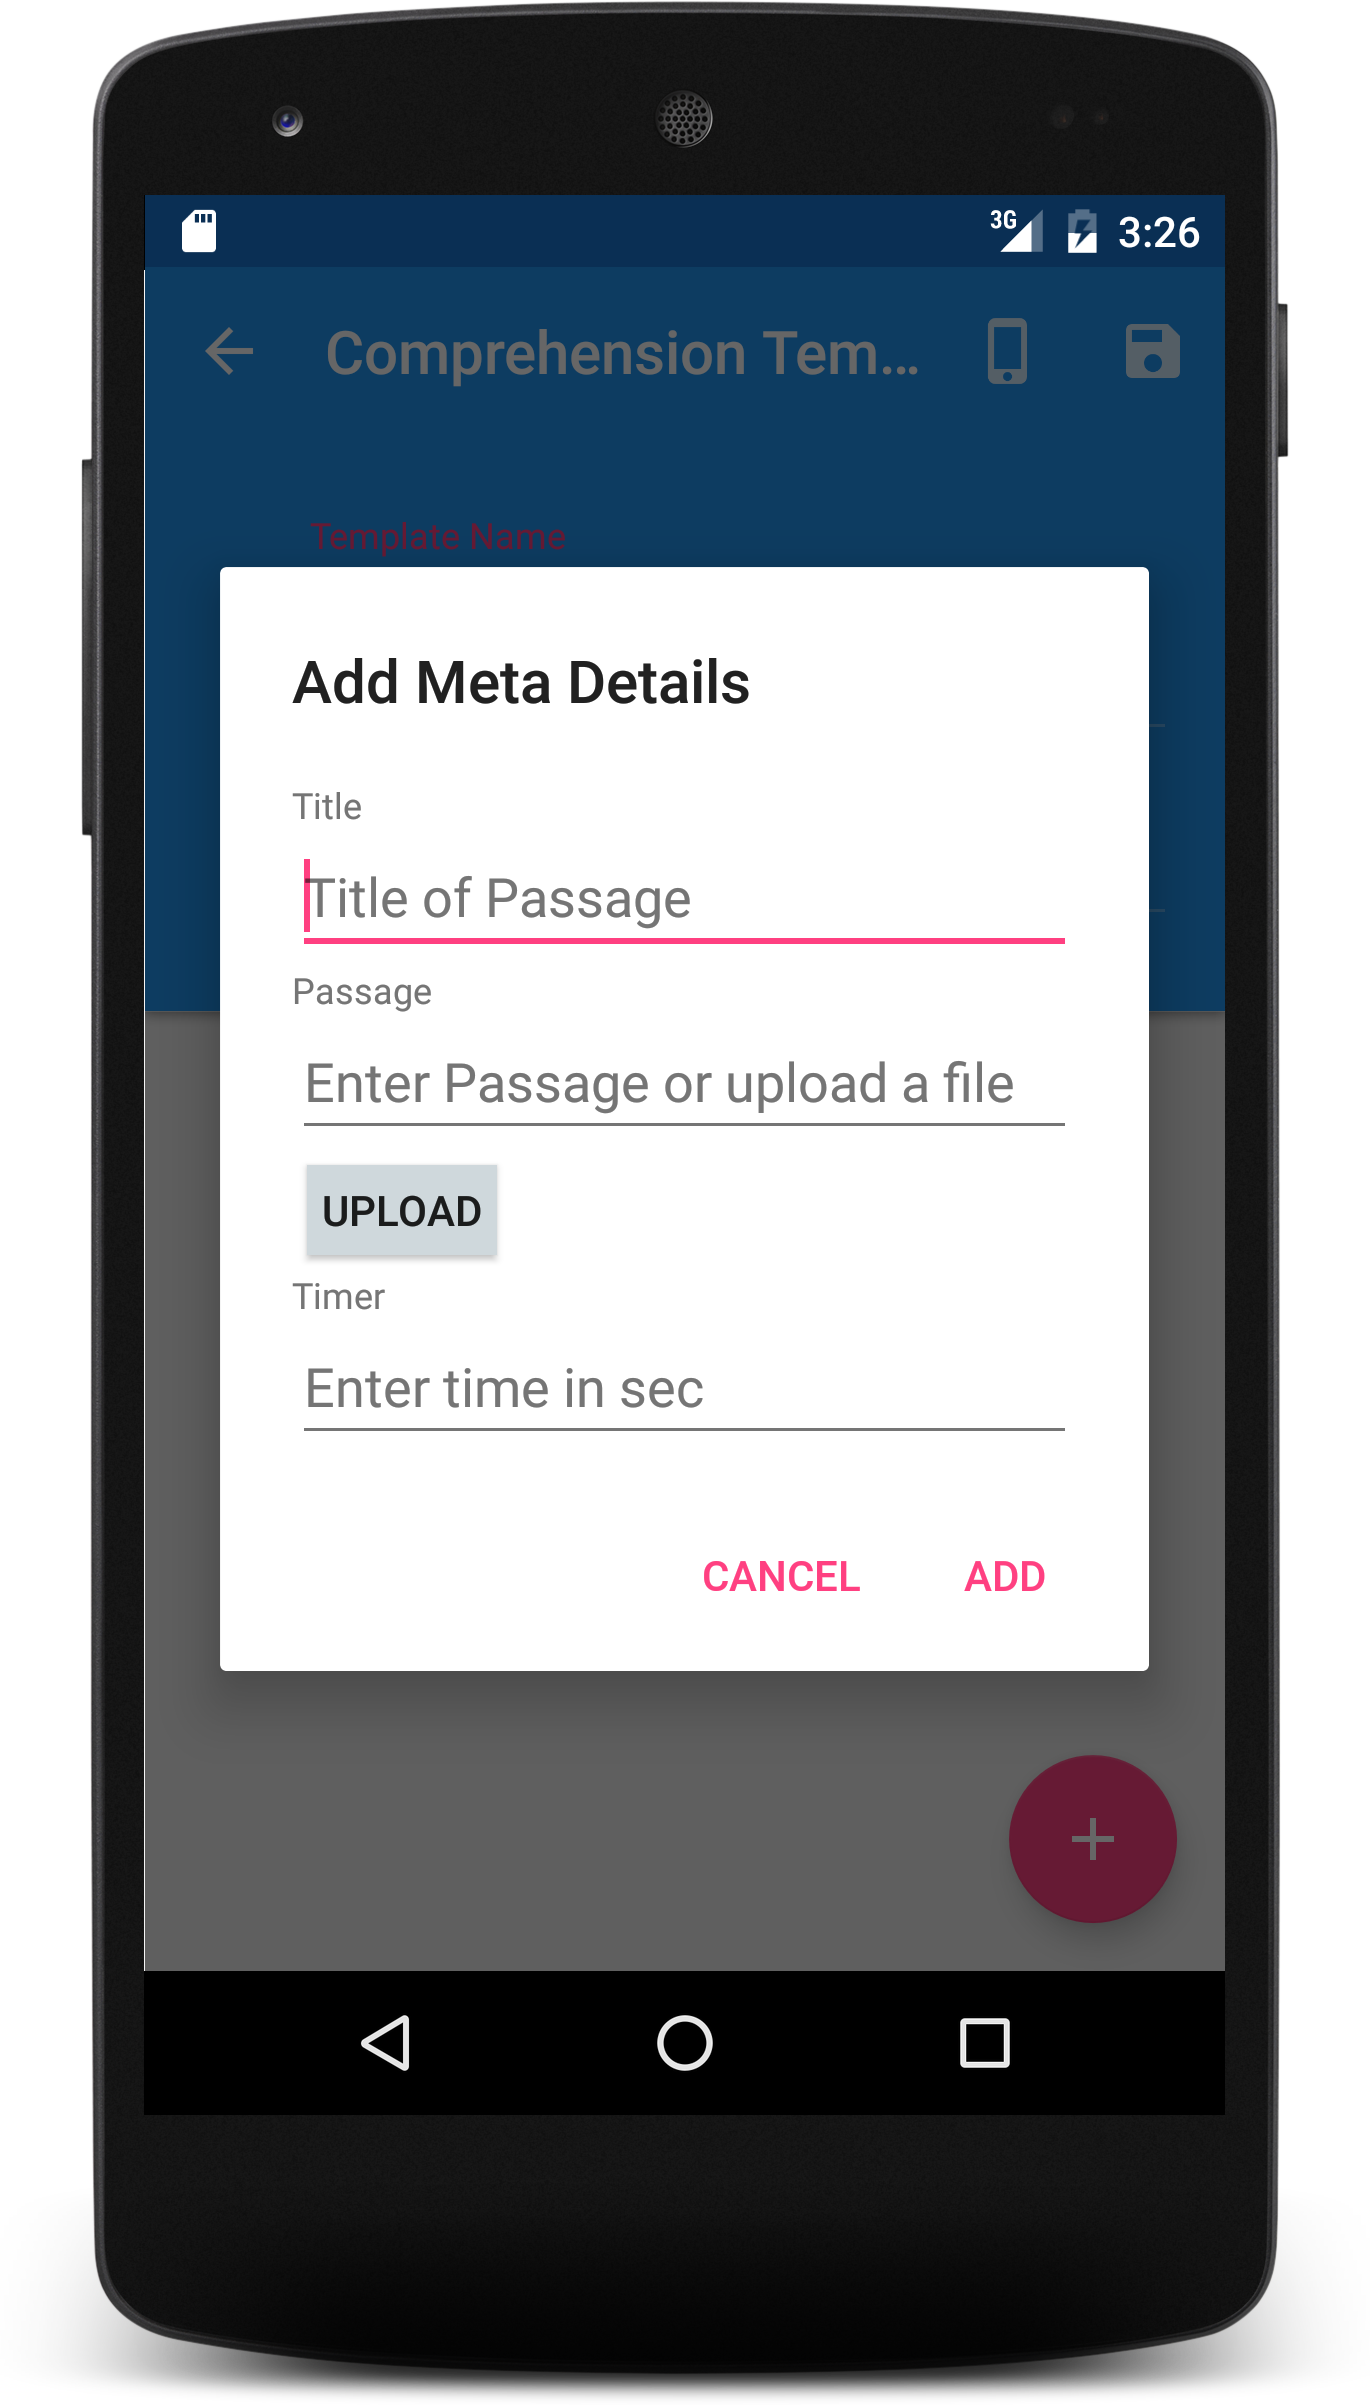 3G 3:26
Comprehension Tem...
Template Name
Add Meta Details
Title
Title of Passage
Passage
Enter Passage or upload a file
UPLOAD
Timer
Enter time in sec
CANCEL ADD